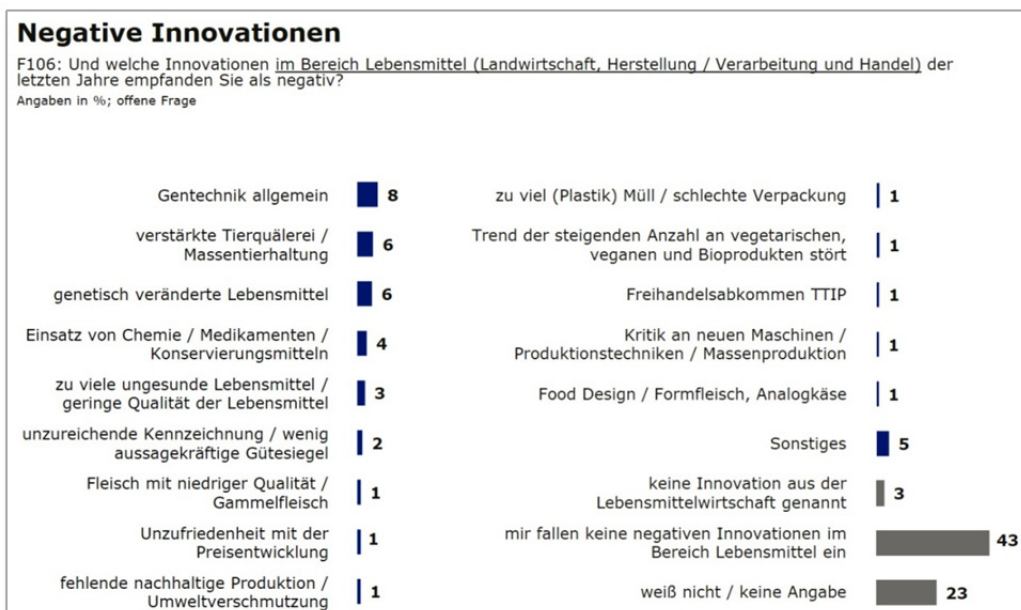 Negative Innovationen
F106: Und welche Innovationen im Bereich Lebensmittel (Landwirtschaft, Herstellung / Verarbeitung und Handel) der
letzten Jahre empfanden Sie als negativ?
Angaben in %; offene Frage
Gentechnik allgemein 8
verstärkte Tierquälerei /
Massentierhaltung 6
genetisch veränderte Lebensmittel 6
Einsatz von Chemie / Medikamenten /
Konservierungsmitteln 4
zu viele ungesunde Lebensmittel /
geringe Qualität der Lebensmittel 3
unzureichende Kennzeichnung / wenig
aussagekräftige Gütesiegel 2
Fleisch mit niedriger Qualität /
Gammelfleisch 1
Unzufriedenheit mit der
Preisentwicklung 1
fehlende nachhaltige Produktion /
Umweltverschmutzung 1
zu viel (Plastik) Müll / schlechte Verpackung 1
Trend der steigenden Anzahl an vegetarischen,
veganen und Bioprodukten stört 1
Freihandelsabkommen TTIP 1
Kritik an neuen Maschinen /
Produktionstechniken / Massenproduktion 1
Food Design / Formfleisch, Analogkäse 1
Sonstiges 5
keine Innovation aus der
Lebensmittelwirtschaft genannt 3
mir fallen keine negativen Innovationen im
Bereich Lebensmittel ein 43
weiß nicht / keine Angabe 23